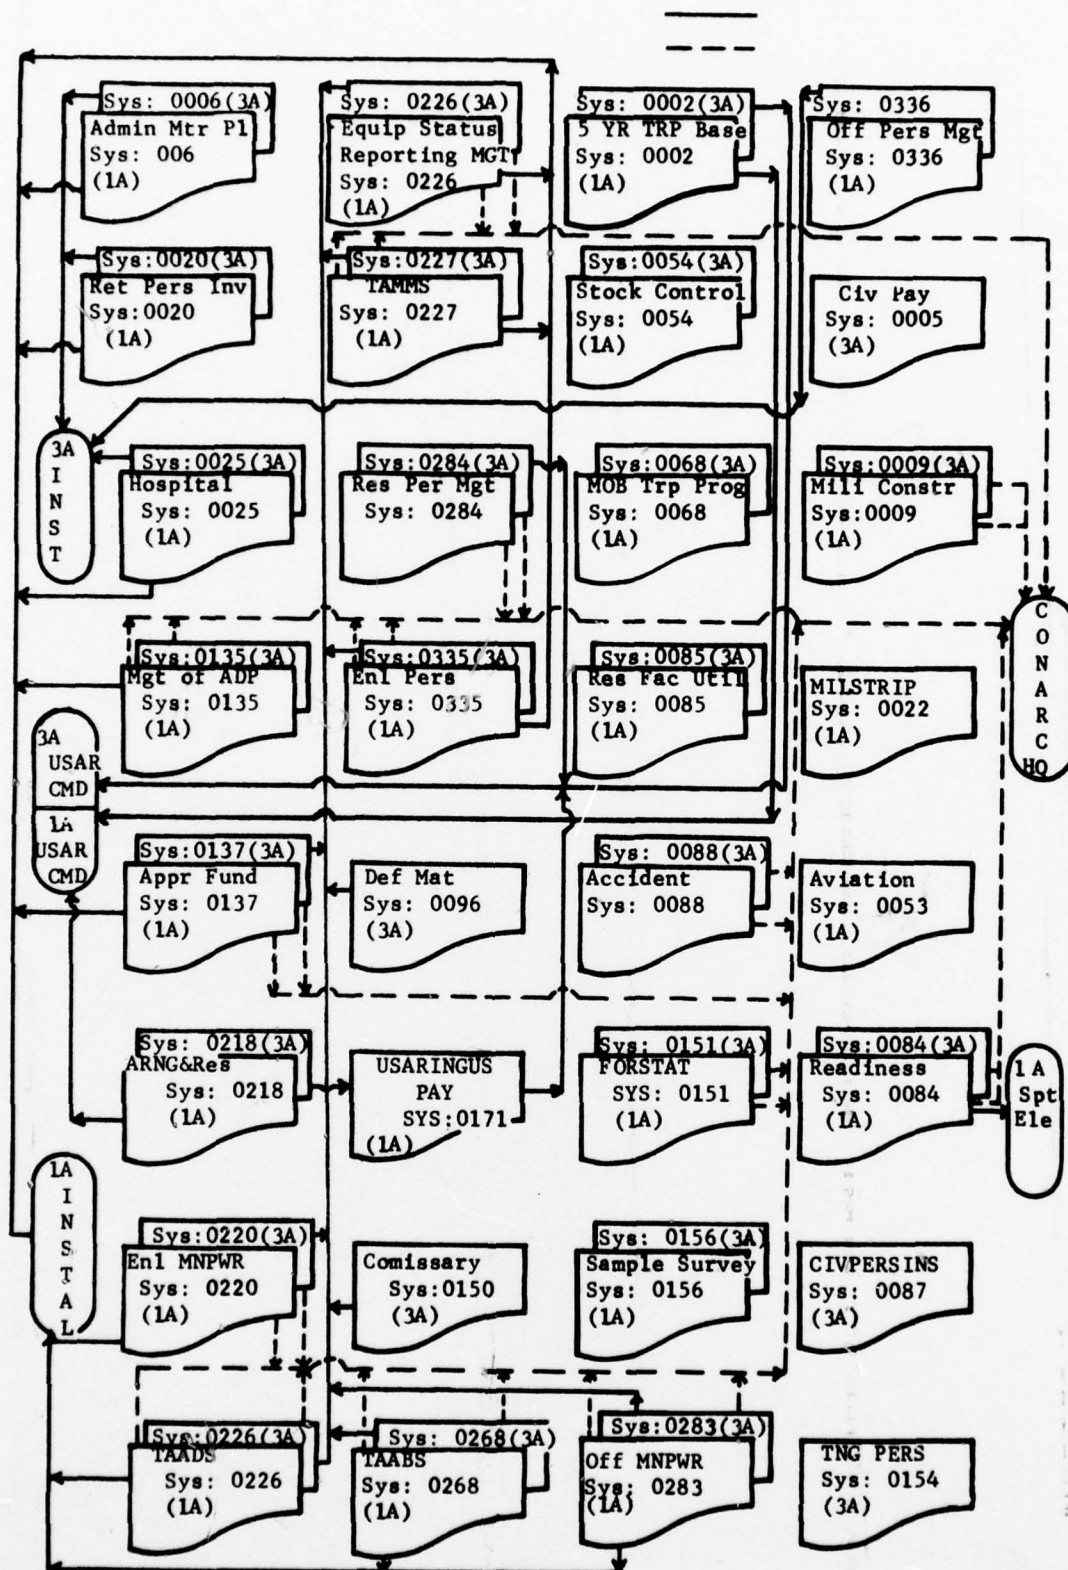 Sys: 0006(3A)
Admin Mtr Pl
Sys: 006
(1A)
Sys: 0226(3A)
Equip Status
Reporting MGT
Sys: 0226
(1A)
Sys: 0002(3A)
5 YR TRP Base
Sys: 0002
(1A)
Sys: 0336
Off Pers Mgt
Sys: 0336
(1A)
Sys:0020(3A)
Ret Pers Inv
Sys:0020
(1A)
Sys:0227(3A)
TAMMS
Sys: 0227
(1A)
Sys:0054(3A)
Stock Control
Sys: 0054
(1A)
Civ Pay
Sys: 0005
(3A)
3A
I
N
S
T
Sys:0025(3A)
Hospital
Sys: 0025
(1A)
Sys:0284(3A)
Res Per Mgt
Sys: 0284
Sys:0068(3A)
MOB Trp Prog
Sys: 0068
(1A)
Sys:0009(3A)
Mili Constr
Sys:0009
(1A)
C
O
N
A
R
C
HQ
Sys:0135(3A)
Mgt of ADP
Sys: 0135
(1A)
Sys:0335(3A)
Enl Pers
Sys: 0335
(1A)
Sys:0085(3A)
Res Fac Util
Sys: 0085
(1A)
MILSTRIP
Sys: 0022
(1A)
3A
USAR
CMD
1A
USAR
CMD
Sys:0137(3A)
Appr Fund
Sys: 0137
(1A)
Def Mat
Sys: 0096
(3A)
Sys: 0088(3A)
Accident
Sys: 0088
Aviation
Sys: 0053
(1A)
Sys: 0218(3A)
ARNG&Res
Sys: 0218
(1A)
USARINGUS
PAY
SYS:0171
(1A)
Sys: 0151(3A)
FORSTAT
SYS: 0151
(1A)
Sys:0084(3A)
Readiness
Sys: 0084
(1A)
1A
Spt
Ele
1A
I
N
S
T
A
L
Sys:0220(3A)
Enl MNPWR
Sys: 0220
(1A)
Comissary
Sys:0150
(3A)
Sys: 0156(3A)
Sample Survey
Sys: 0156
(1A)
CIVPERSINS
Sys: 0087
(3A)
Sys:0226(3A)
TAADS
Sys: 0226
(1A)
Sys: 0268(3A)
TAABS
Sys: 0268
(1A)
Sys:0283(3A)
Off MNPWR
Sys: 0283
(1A)
TNG PERS
Sys: 0154
(3A)